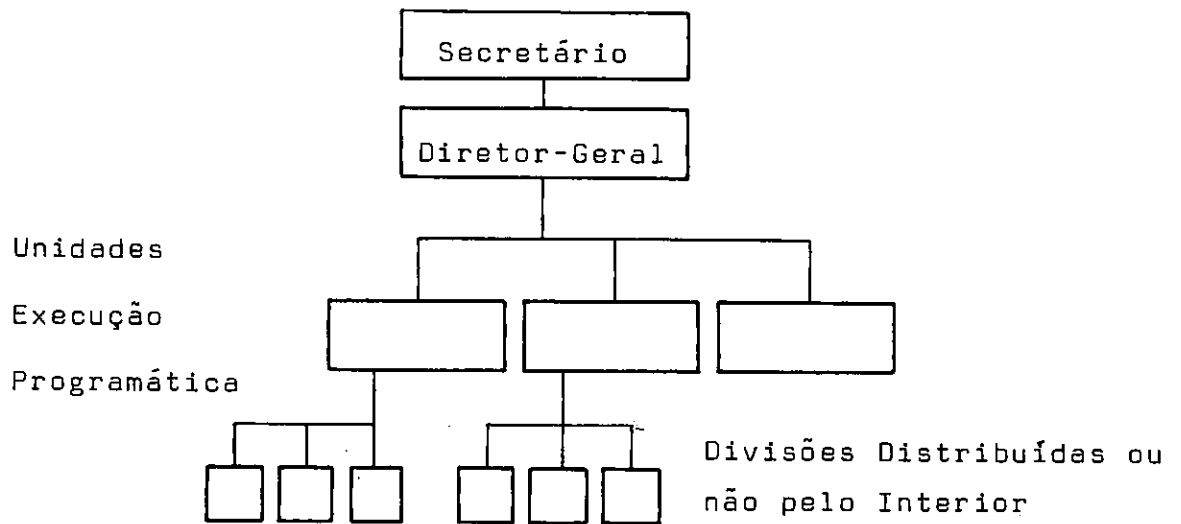 Secretário
Diretor-Geral
Unidades
Execução
Programática
Divisões Distribuídas ou
não pelo Interior